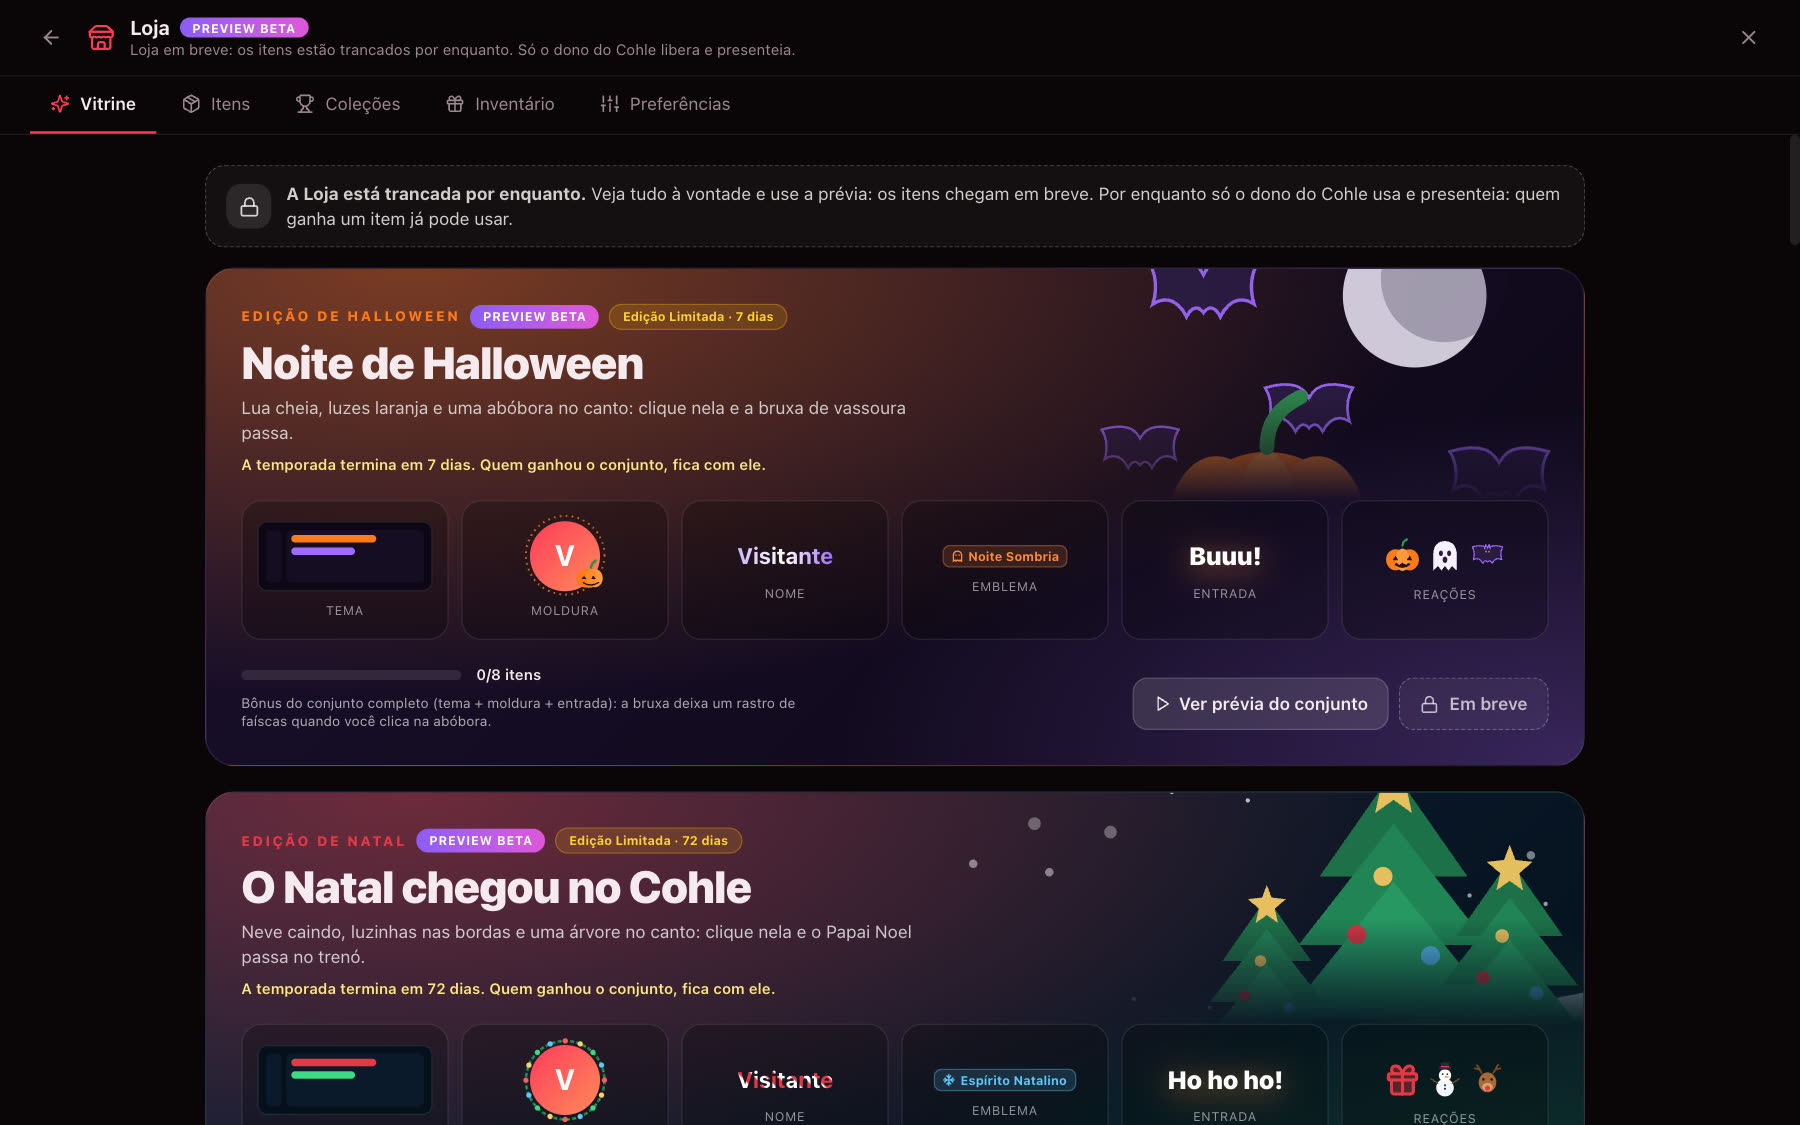 Loja PREVIEW BETA
Loja em breve: os itens estão trancados por enquanto. Só o dono do Cohle libera e presenteia.
Vitrine Itens Coleções Inventário Preferências
A Loja está trancada por enquanto. Veja tudo à vontade e use a prévia: os itens chegam em breve. Por enquanto só o dono do Cohle usa e presenteia: quem
ganha um item já pode usar.
EDIÇÃO DE HALLOWEEN PREVIEW BETA Edição Limitada · 7 dias
Noite de Halloween
Lua cheia, luzes laranja e uma abóbora no canto: clique nela e a bruxa de vassoura
passa.
A temporada termina em 7 dias. Quem ganhou o conjunto, fica com ele.
V Visitante Noite Sombria Buuu!
TEMA MOLDURA NOME EMBLEMA ENTRADA REAÇÕES
0/8 itens
Bônus do conjunto completo (tema + moldura + entrada): a bruxa deixa um rastro de
faíscas quando você clica na abóbora.
Ver prévia do conjunto Em breve
EDIÇÃO DE NATAL PREVIEW BETA Edição Limitada · 72 dias
O Natal chegou no Cohle
Neve caindo, luzinhas nas bordas e uma árvore no canto: clique nela e o Papai Noel
passa no trenó.
A temporada termina em 72 dias. Quem ganhou o conjunto, fica com ele.
V Visitante Espírito Natalino Ho ho ho!
NOME EMBLEMA ENTRADA REAÇÕES